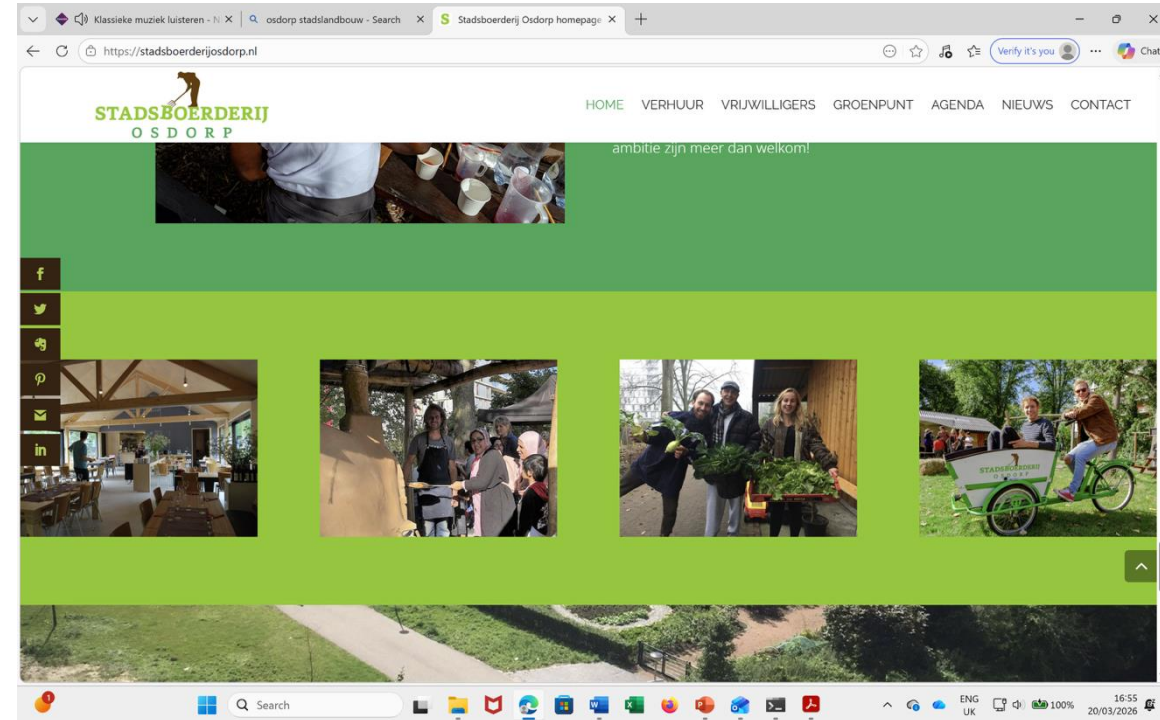 Klassieke muziek luisteren - N
osdorp stadslandbouw - Search
Stadsboerderij Osdorp homepage
https://stadsboerderijosdorp.nl
Verify it's you
Chat
STADSBOERDERIJ
OSDORP
HOME VERHUUR VRIJWILLIGERS GROENPUNT AGENDA NIEUWS CONTACT
ambitie zijn meer dan welkom!
STADSBOERDERIJ
OSDORP
1
Search
ENG
UK
100%
16:55
20/03/2026